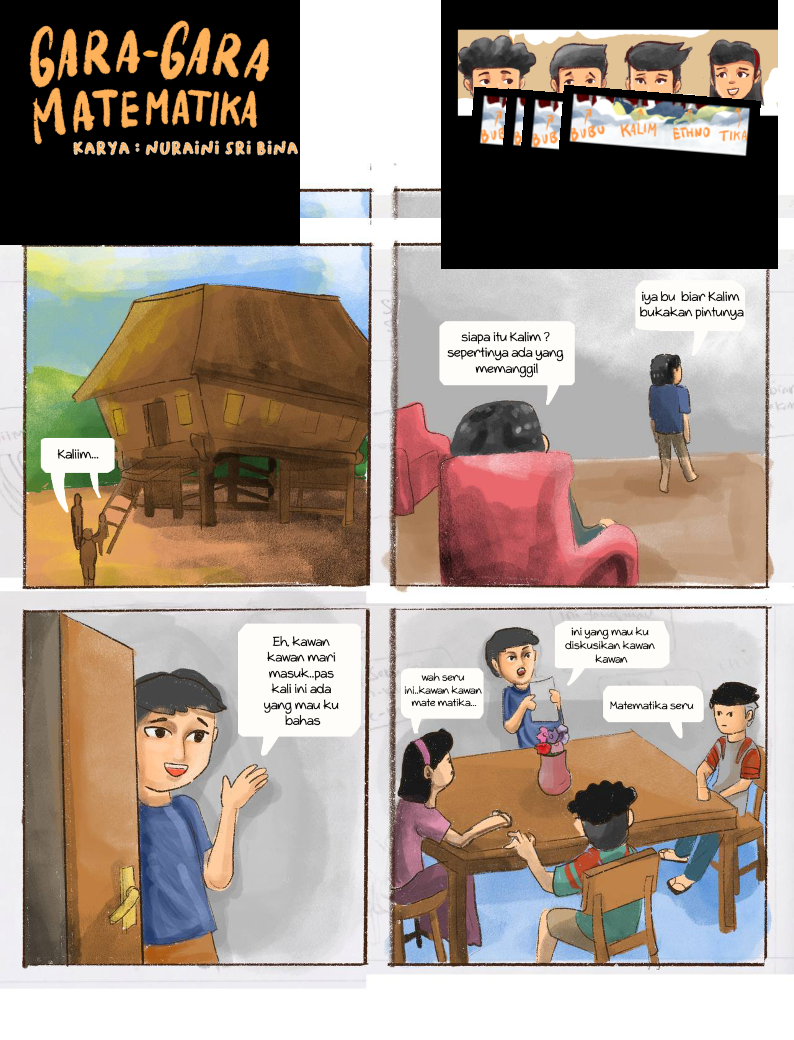 GARA-GARA
MATEMATIKA
KARYA : NURAINI SRI BINA
BUBU KALIM ETHNO TIKA
Kaliim...
siapa itu Kalim ?
sepertinya ada yang
memanggil
iya bu biar Kalim
bukakan pintunya
Eh, kawan
kawan mari
masuk..pas
kali ini ada
yang mau ku
bahas
wah seru
ini..kawan kawan
mate matika...
ini yang mau ku
diskusikan kawan
kawan
Matematika seru